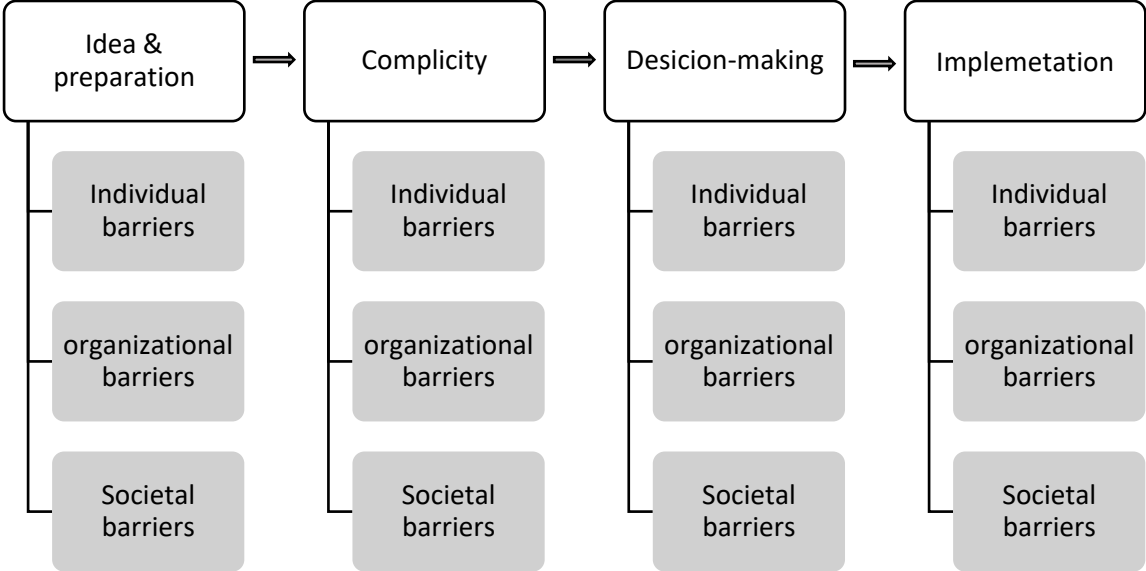 Idea &
preparation
Complicity
Desicion-making
Implemetation
Individual
barriers
Individual
barriers
Individual
barriers
Individual
barriers
organizational
barriers
organizational
barriers
organizational
barriers
organizational
barriers
Societal
barriers
Societal
barriers
Societal
barriers
Societal
barriers